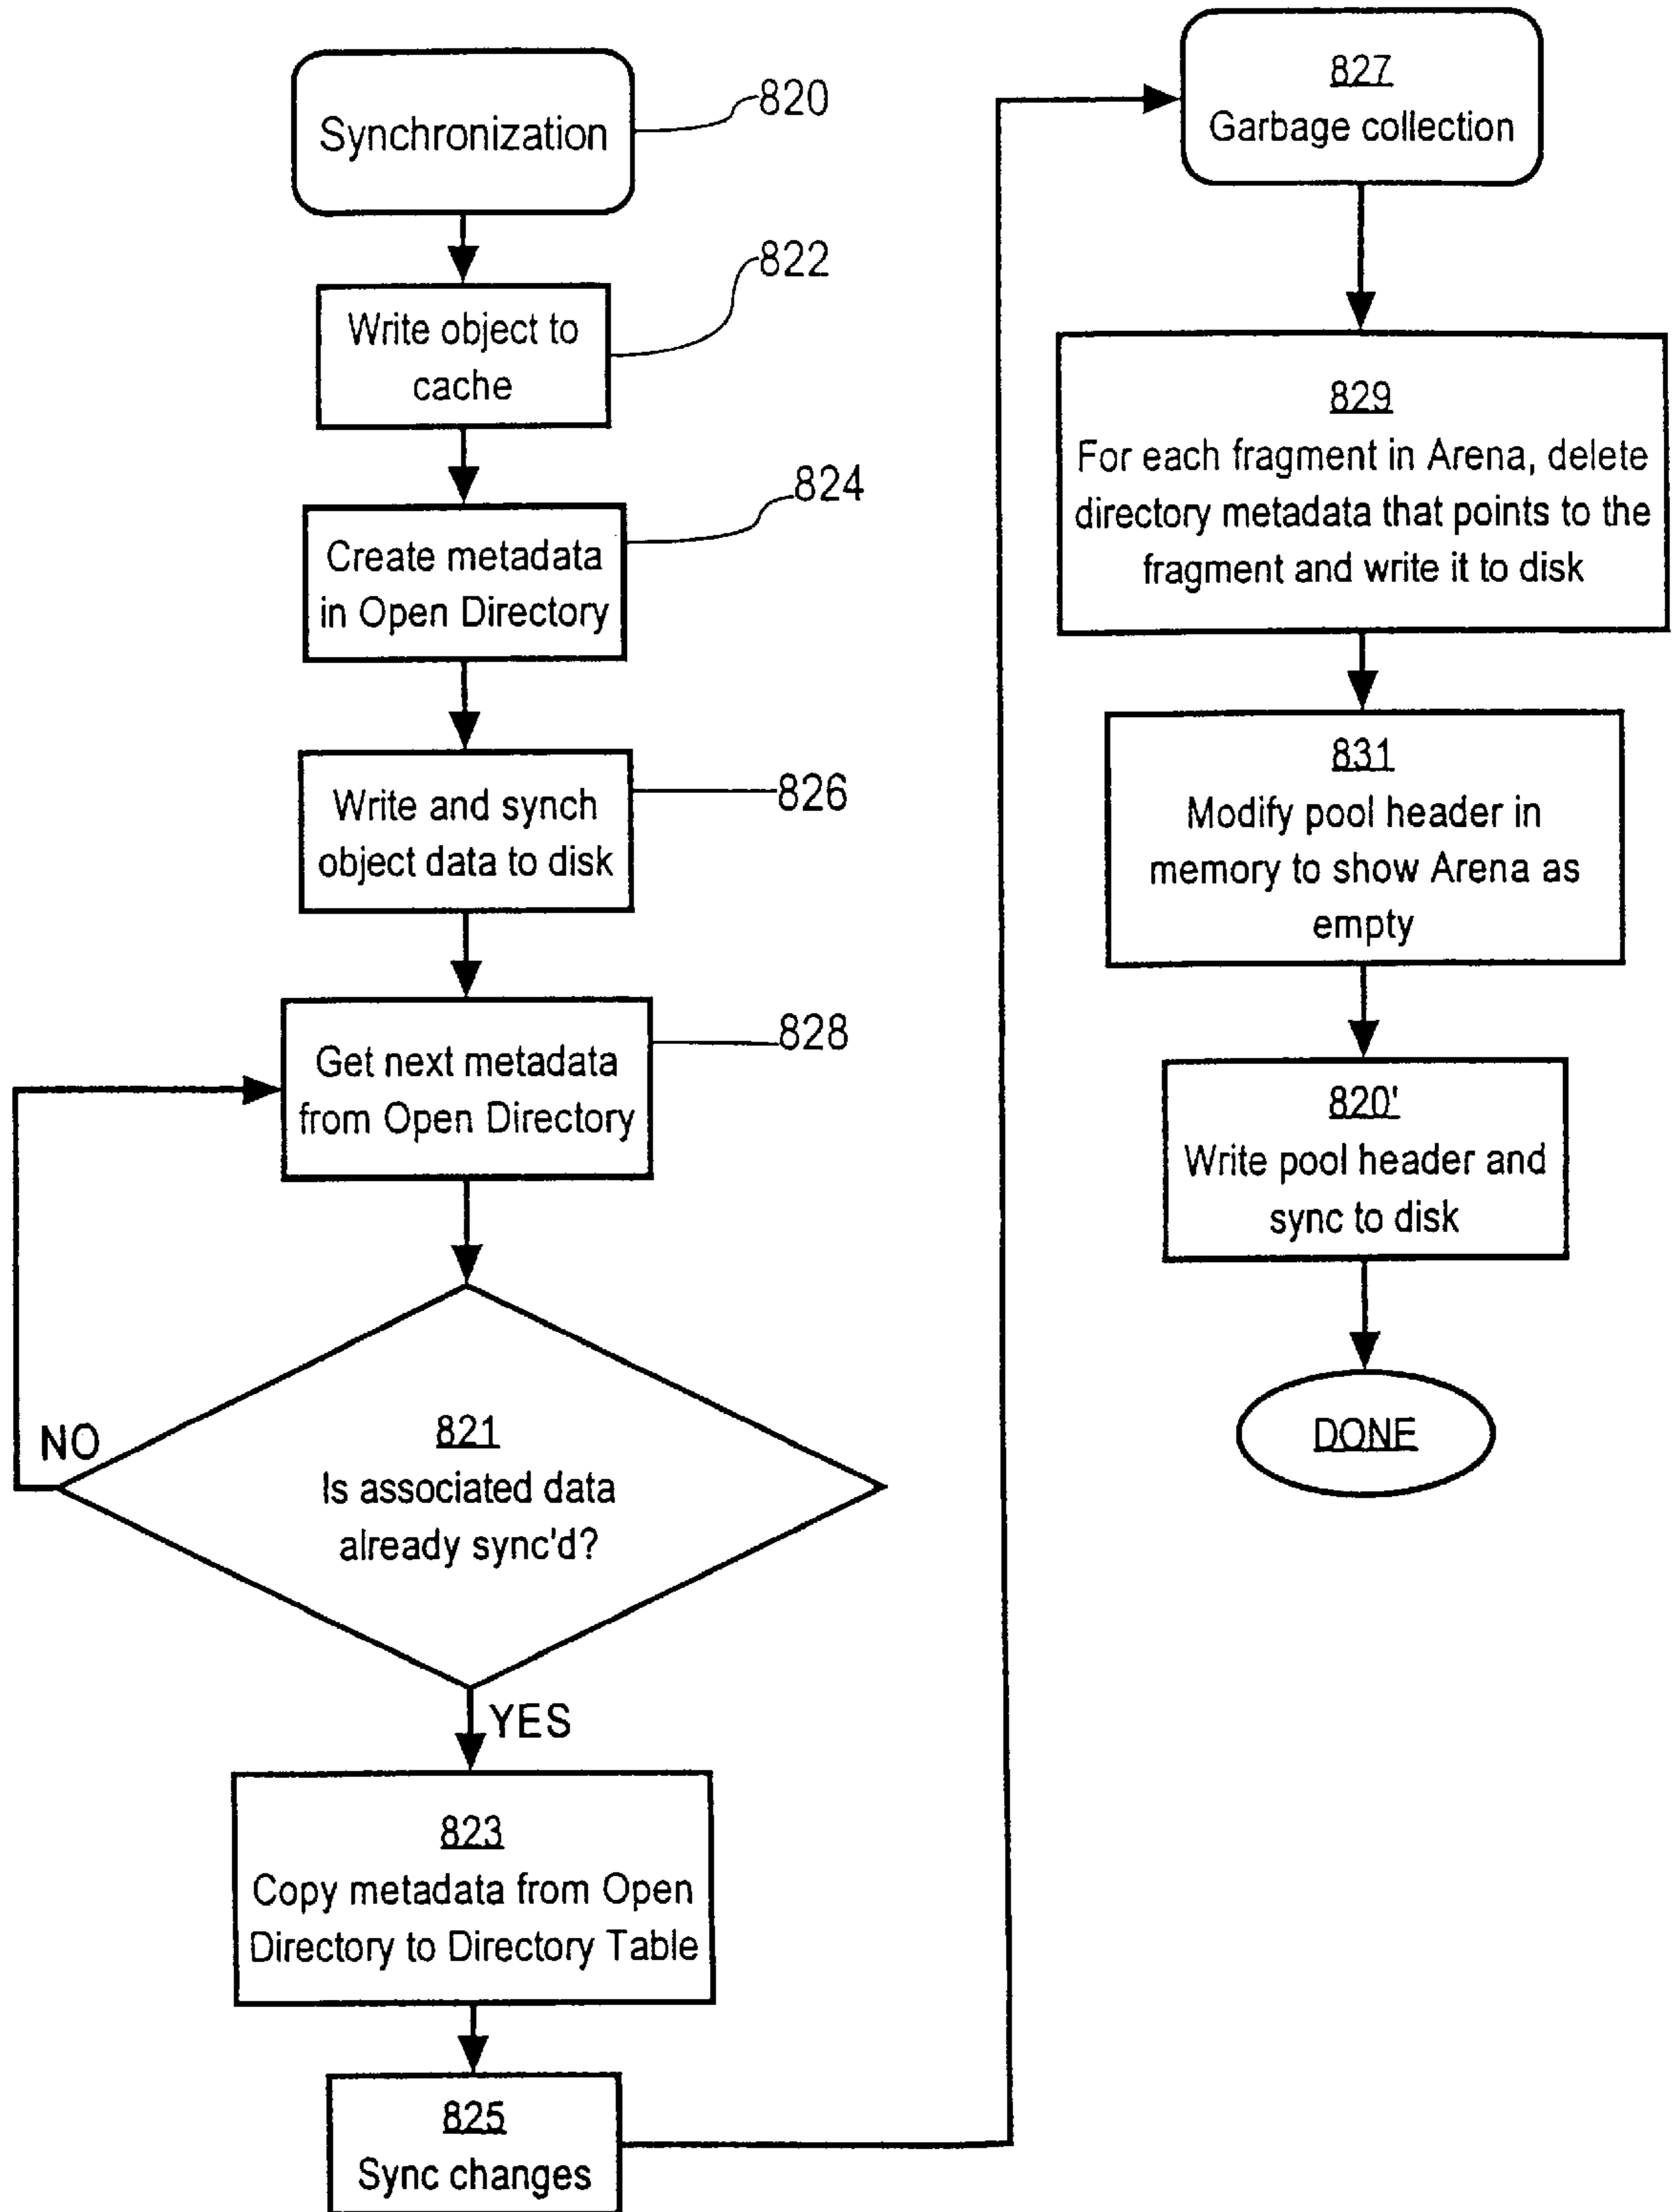 Synchronization
820
Write object to
cache
822
Create metadata
in Open Directory
824
Write and synch
object data to disk
826
Get next metadata
from Open Directory
828
NO
821
Is associated data
already sync'd?
YES
823
Copy metadata from Open
Directory to Directory Table
825
Sync changes
827
Garbage collection
829
For each fragment in Arena, delete
directory metadata that points to the
fragment and write it to disk
831
Modify pool header in
memory to show Arena as
empty
820'
Write pool header and
sync to disk
DONE